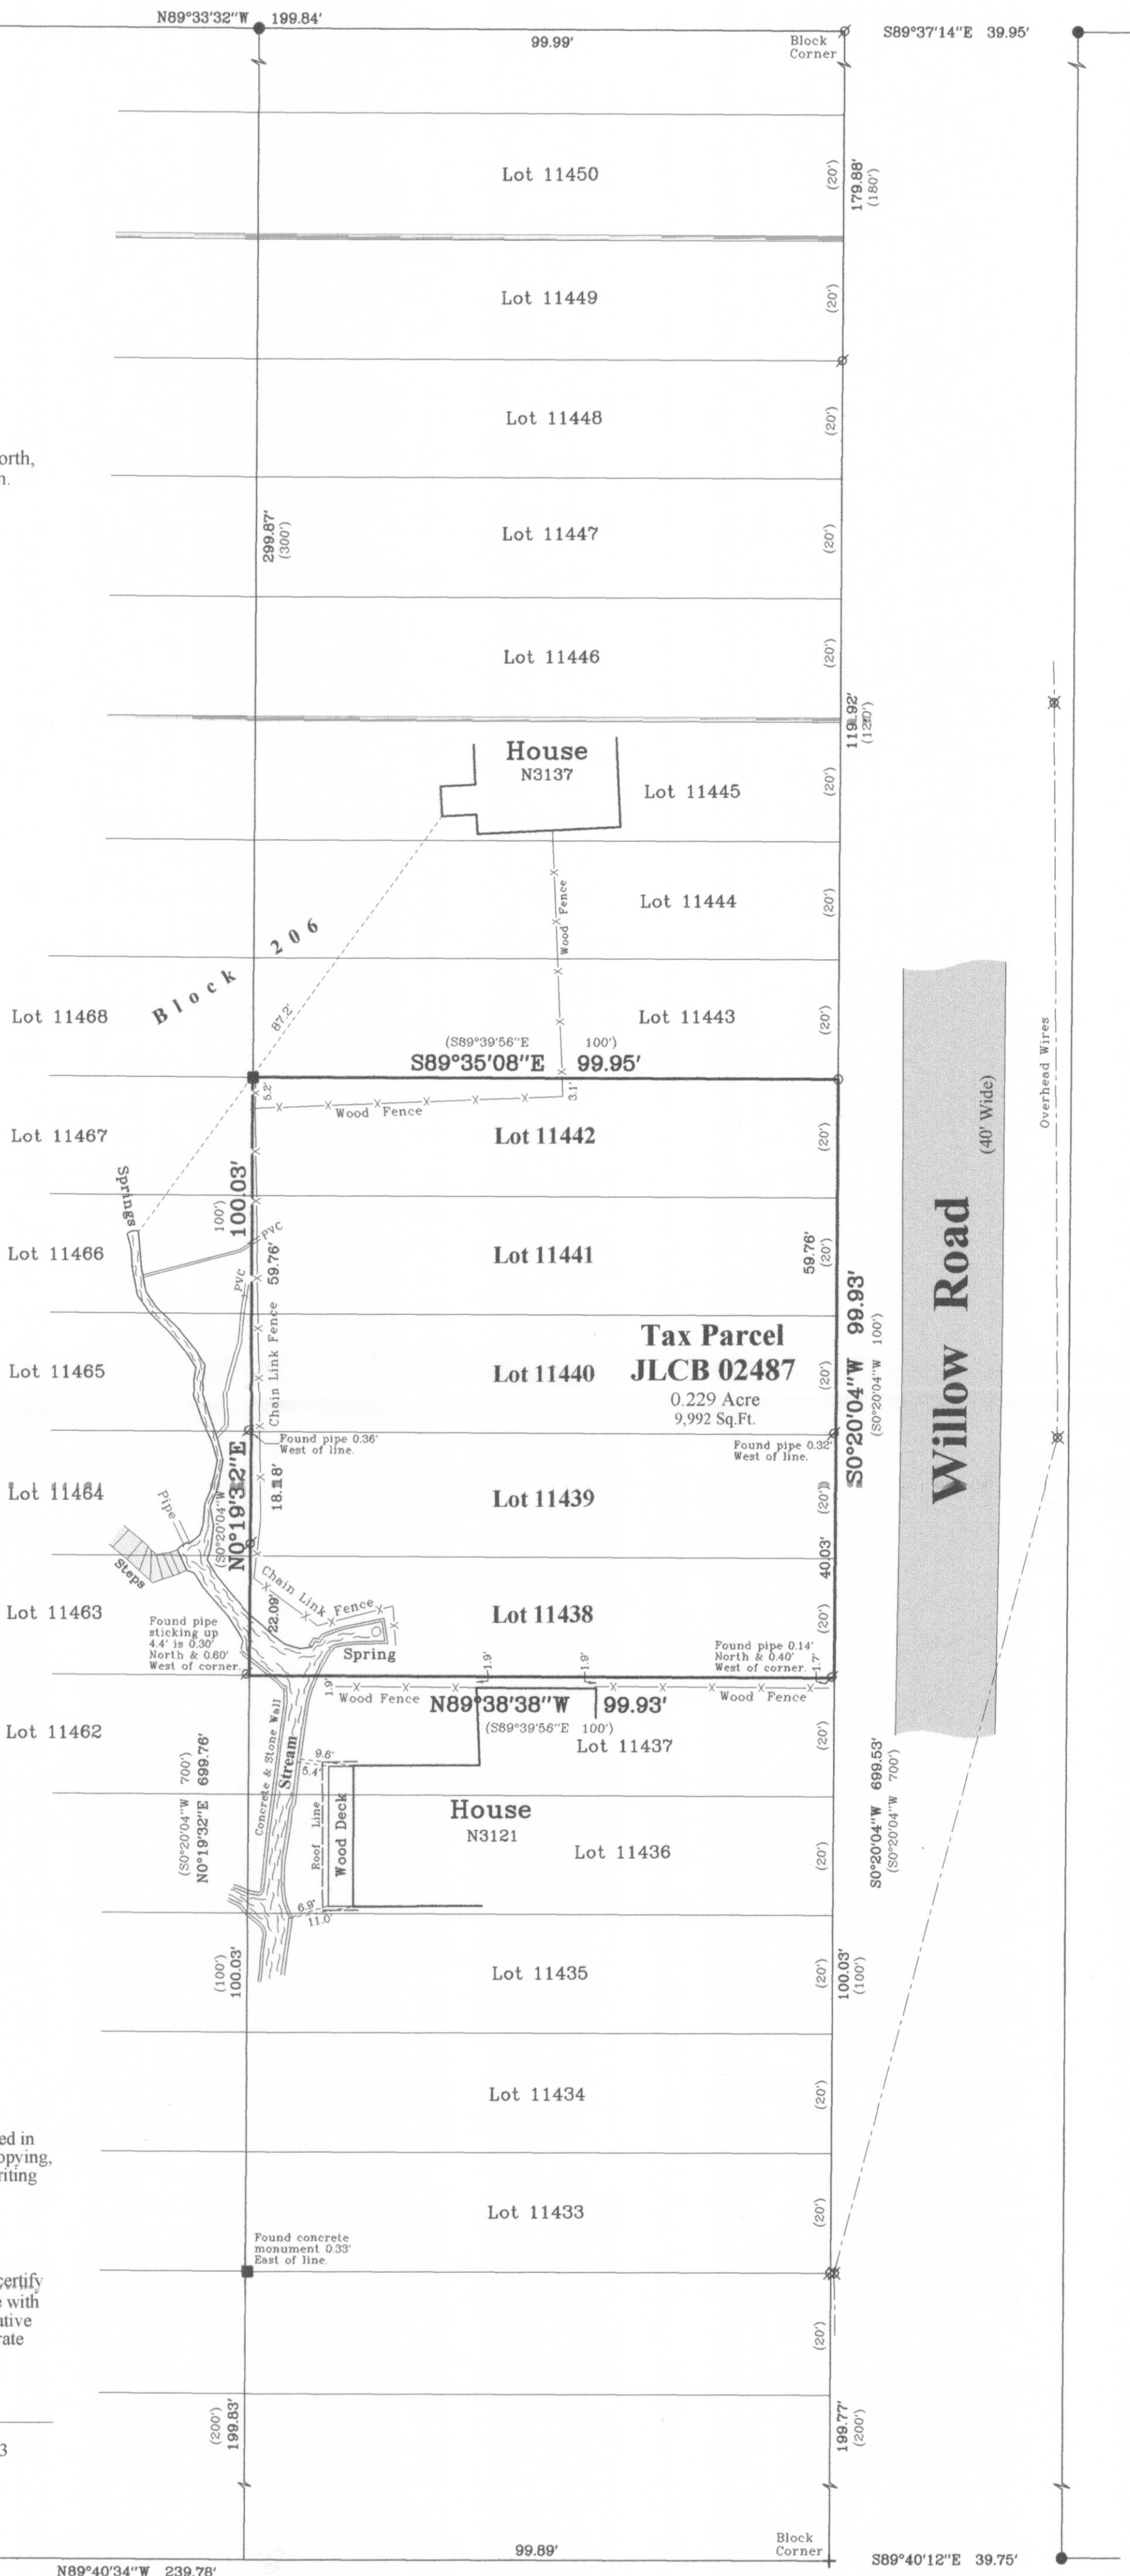 N89°33'32"W 199.84'
99.99'
Block
Corner
S89°37'14"E 39.95'
Lot 11450
(20')
179.88'
(180')
Lot 11449
(20')
Lot 11448
(20')
orth,
n.
299.87'
(300')
Lot 11447
(20')
Lot 11446
(20')
119.92'
(120')
House
N3137
Lot 11445
(20')
Lot 11444
(20')
Wood Fence
Block 206
87.2'
Lot 11468
Lot 11443
(20')
(S89°39'56"E 100')
S89°35'08"E 99.95'
5.2'
3.1'
Wood Fence
Lot 11467
Lot 11442
(20')
Overhead Wires
(40' Wide)
Willow Road
Springs
100')
100.03'
PVC
PVC
59.76'
Lot 11466
Lot 11441
59.76'
(20')
Chain Link Fence
Tax Parcel
JLCB 02487
0.229 Acre
9,992 Sq.Ft.
Lot 11465
Lot 11440
(20')
S0°20'04"W 99.93'
(S0°20'04"W 100')
Found pipe 0.36'
West of line.
Found pipe 0.32'
West of line.
(S0°20'04"W
N0°19'32"E
18.18'
Lot 11464
Lot 11439
(20')
Pipe
Steps
40.03'
Chain Link Fence
22.09'
Lot 11463
Lot 11438
(20')
Found pipe
sticking up
4.4' is 0.30'
North & 0.60'
West of corner.
Spring
Found pipe 0.14'
North & 0.40'
West of corner.
1.9'
1.9'
1.9'
1.7'
Wood Fence
N89°38'38"W 99.93'
Wood Fence
(S89°39'56"E 100')
Lot 11462
Lot 11437
(20')
(S0°20'04"W 700')
N0°19'32"E 699.76'
Concrete & Stone Wall
Stream
9.6'
5.4'
Roof Line
Wood Deck
House
N3121
Lot 11436
(20')
S0°20'04"W 699.53'
(S0°20'04"W 700')
6.9'
11.0'
(100')
100.03'
Lot 11435
(20')
100.03'
(100')
Lot 11434
(20')
ed in
opying,
riting
Lot 11433
(20')
Found concrete
monument 0.33'
East of line.
certify
e with
ative
rate
(20')
(200')
199.83'
199.77'
(200')
3
99.89'
Block
Corner
N89°40'34"W 239.78'
S89°40'12"E 39.75'